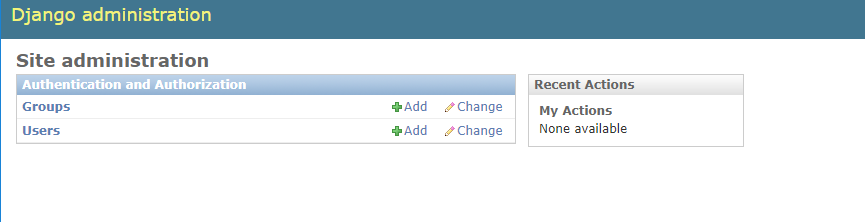 Django administration
Site administration
Authentication and Authorization
Groups Add Change
Users Add Change
Recent Actions
My Actions
None available